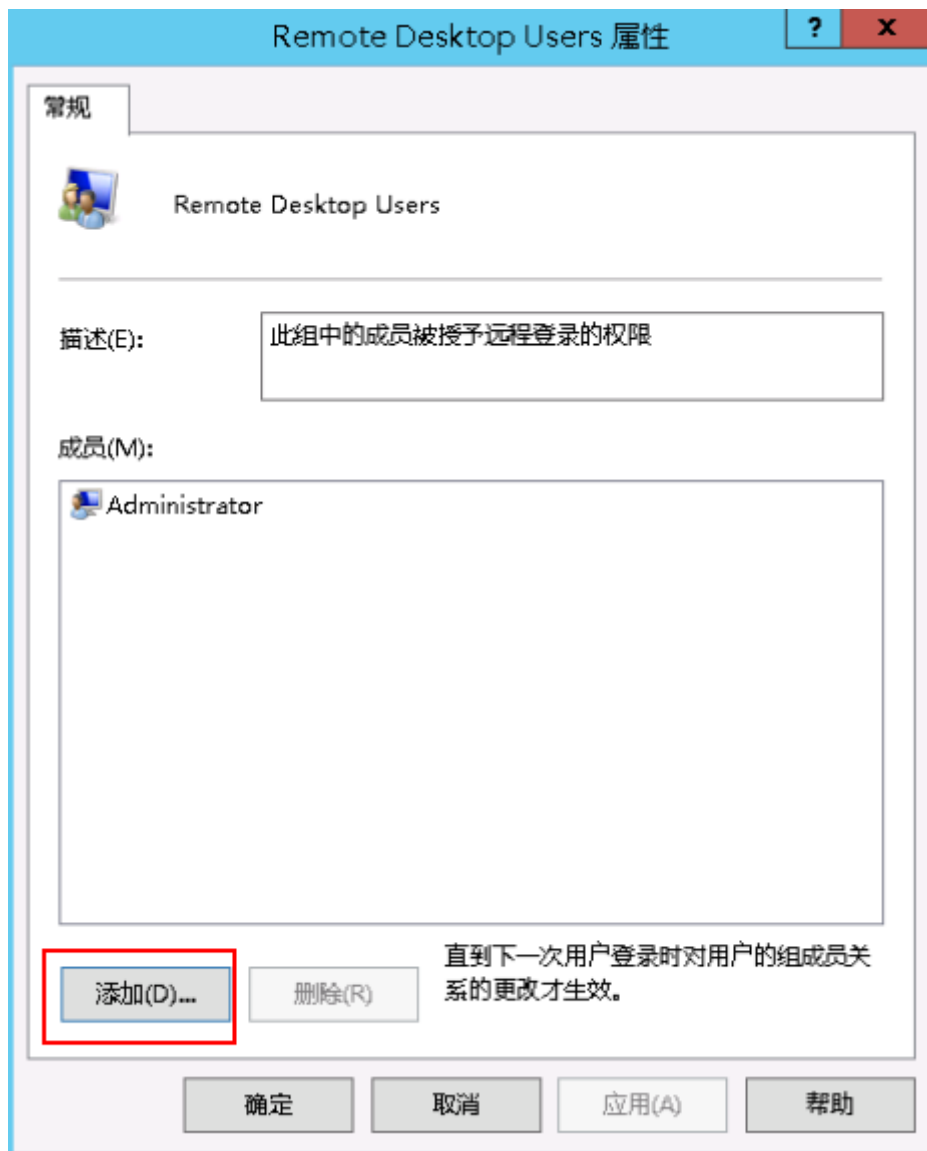 Remote Desktop Users 属性
?
x
常规
Remote Desktop Users
描述(E):
此组中的成员被授予远程登录的权限
成员(M):
Administrator
直到下一次用户登录时对用户的组成员关
系的更改才生效。
添加(D)...
删除(R)
确定
取消
应用(A)
帮助